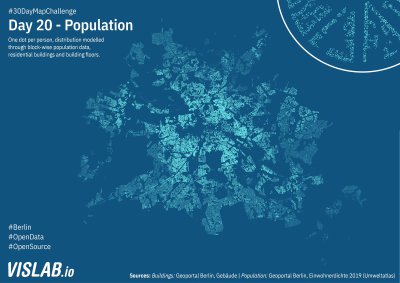 #30DayMapChallenge
Day 20 - Population
One dot per person, distribution modelled
through block-wise population data,
residential buildings and building floors.
#Berlin
#OpenData
#OpenSource
VISLAB.io
Sources: Buildings: Geoportal Berlin, Gebäude | Population: Geoportal Berlin, Einwohnerdichte 2019 (Umweltatlas)